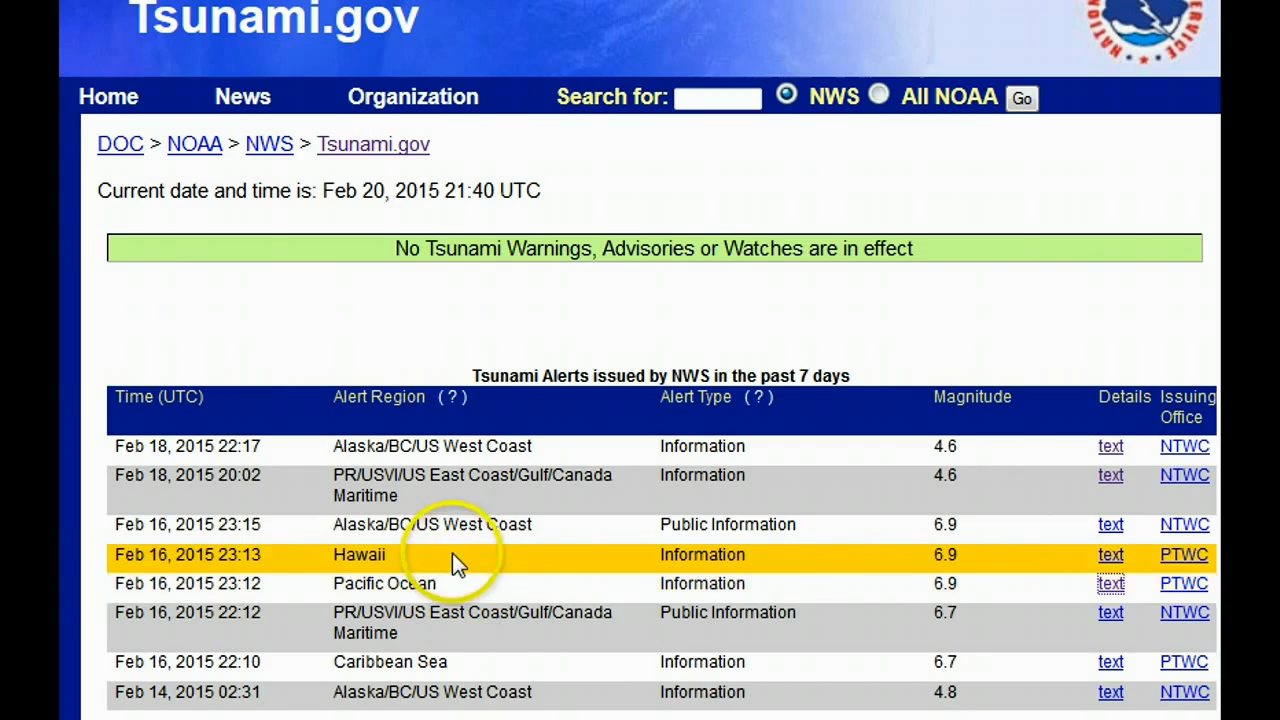 Tsunami.gov
Home News Organization Search for: NWS All NOAA Go
DOC > NOAA > NWS > Tsunami.gov
Current date and time is: Feb 20, 2015 21:40 UTC
No Tsunami Warnings, Advisories or Watches are in effect
Tsunami Alerts issued by NWS in the past 7 days
Time (UTC) Alert Region (?) Alert Type (?) Magnitude Details Issuing
Office
Feb 18, 2015 22:17 Alaska/BC/US West Coast Information 4.6 text NTWC
Feb 18, 2015 20:02 PR/USVI/US East Coast/Gulf/Canada Information 4.6 text NTWC
Maritime
Feb 16, 2015 23:15 Alaska/BC/US West Coast Public Information 6.9 text NTWC
Feb 16, 2015 23:13 Hawaii Information 6.9 text PTWC
Feb 16, 2015 23:12 Pacific Ocean Information 6.9 text PTWC
Feb 16, 2015 22:12 PR/USVI/US East Coast/Gulf/Canada Public Information 6.7 text NTWC
Maritime
Feb 16, 2015 22:10 Caribbean Sea Information 6.7 text PTWC
Feb 14, 2015 02:31 Alaska/BC/US West Coast Information 4.8 text NTWC